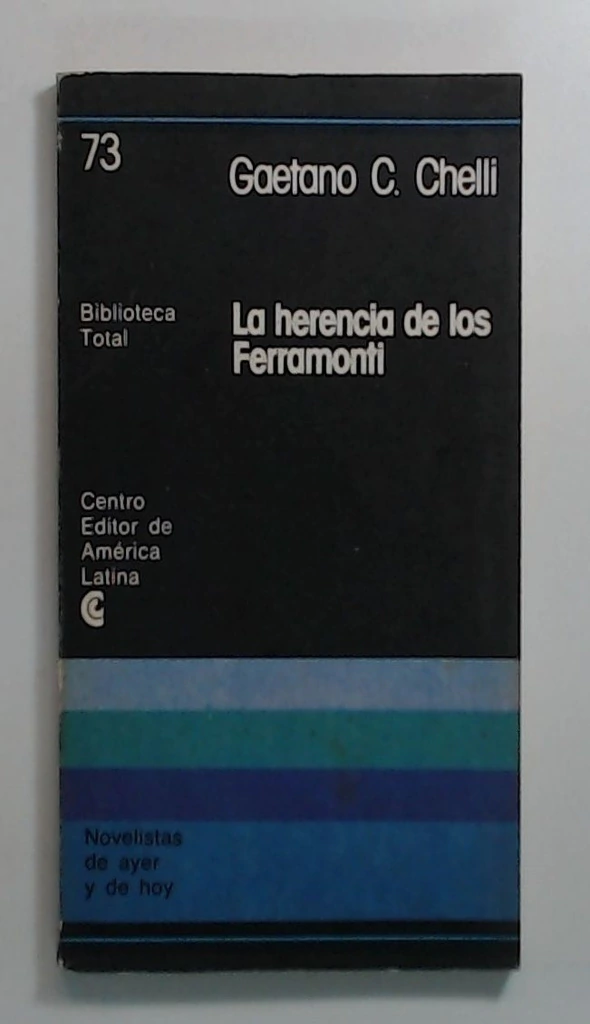 73
Gaetano C. Chelli
Biblioteca
Total
La herencia de los
Ferramonti
Centro
Editor de
América
Latina
Novelistas
de ayer
y de hoy